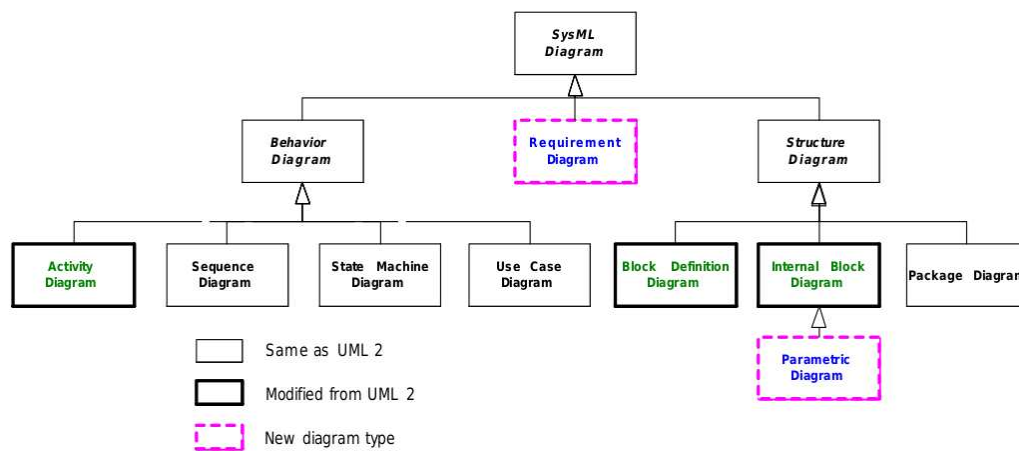 SysML
Diagram
Behavior
Diagram
Requirement
Diagram
Structure
Diagram
Activity
Diagram
Sequence
Diagram
State Machine
Diagram
Use Case
Diagram
Block Definition
Diagram
Internal Block
Diagram
Package Diagram
Parametric
Diagram
Same as UML 2
Modified from UML 2
New diagram type